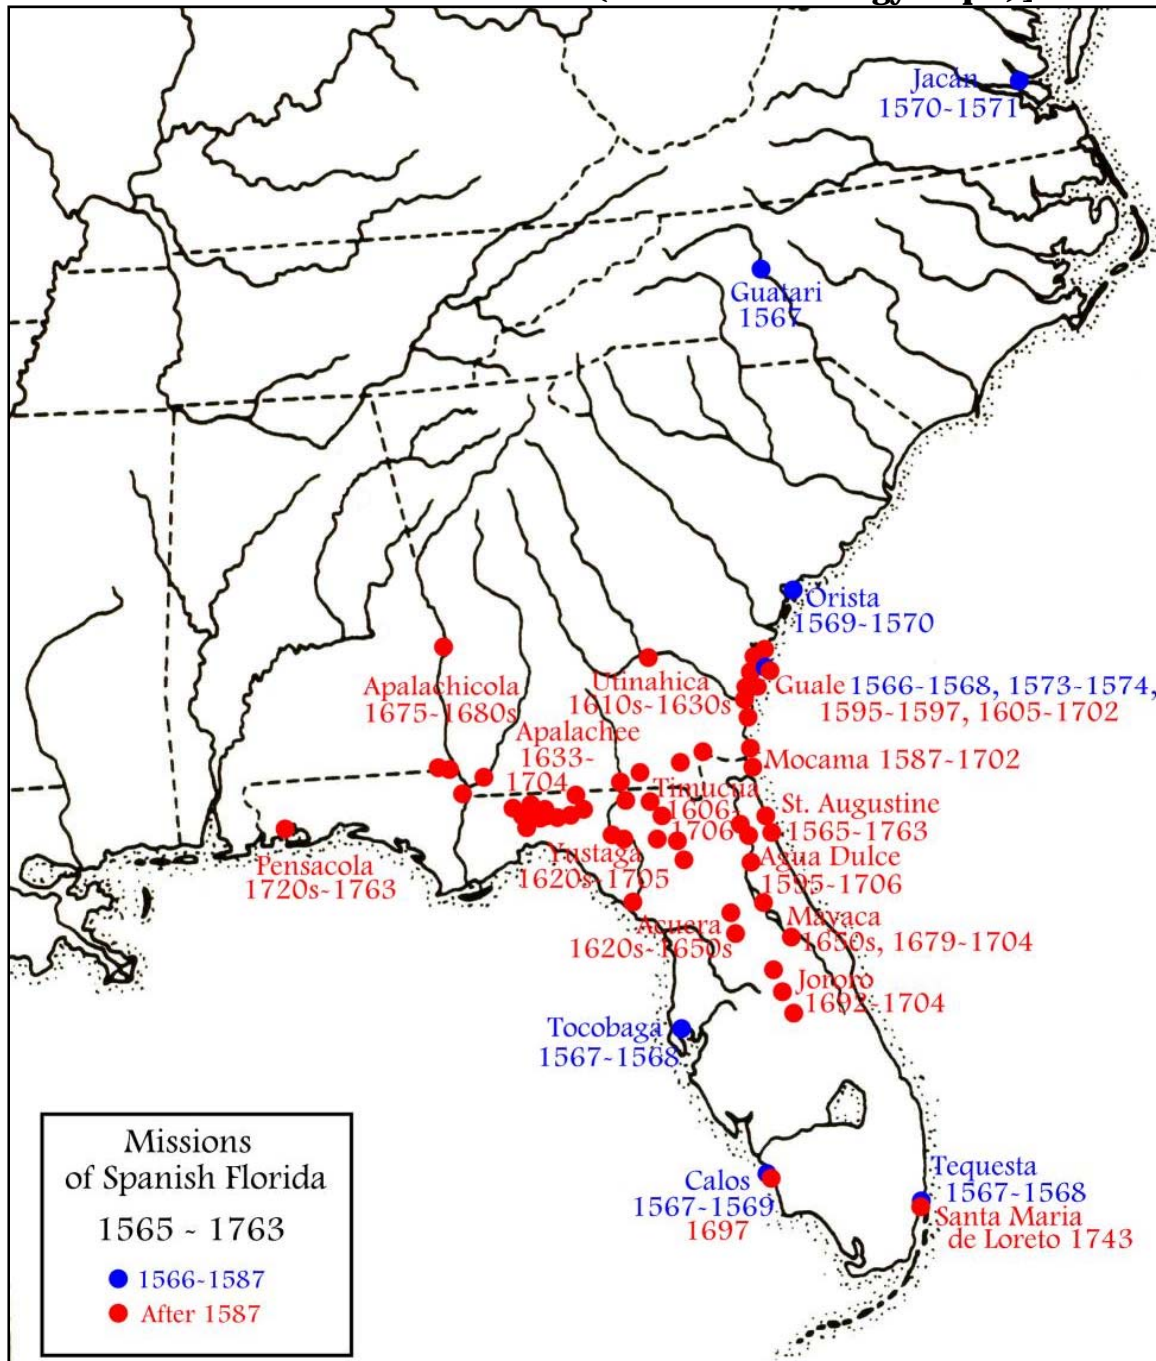 Jacán
1570-1571
Guatari
1567
Orista
1569-1570
Apalachicola
1675-1680s
Utinahica
1610s-1630s
Guale 1566-1568, 1573-1574,
1595-1597, 1605-1702
Apalachee
1633-
1704
Mocama 1587-1702
Timucua
1606-
1706
St. Augustine
1565-1763
Pensacola
1720s-1763
Yustaga
1620s-1705
Agua Dulce
1595-1706
Acuera
1620s-1650s
Mayaca
1650s, 1679-1704
Jororo
1692-1704
Tocobaga
1567-1568
Calos
1567-1569
1697
Tequesta
1567-1568
Santa Maria
de Loreto 1743
Missions
of Spanish Florida
1565 - 1763
1566-1587
After 1587